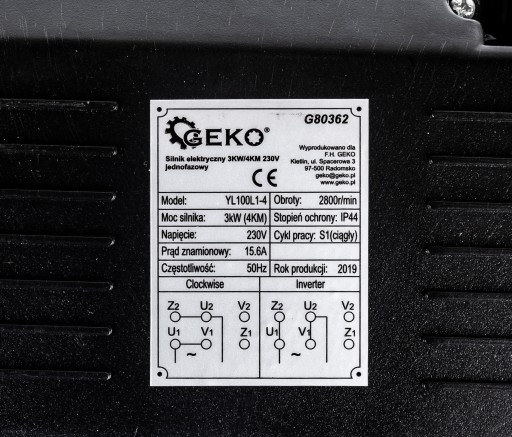 GEKO®
G80362
Silnik elektryczny 3KW/4KM 230V
jednofazowy
CE
Wyprodukowano dla
F.H. GEKO
Kietlin, ul. Spacerowa 3
97-500 Radomsko
geko@geko.pl
www.geko.pl
Model: YL100L1-4 Obroty: 2800r/min
Moc silnika: 3kW (4KM) Stopień ochrony: IP44
Napięcie: 230V Cykl pracy: S1(ciągły)
Prąd znamionowy: 15.6A
Częstotliwość: 50Hz Rok produkcji: 2019
Clockwise Inverter
Z2 U2 V2 Z2 U2 V2
U1 V1 Z1 U1 V1 Z1
~ ~